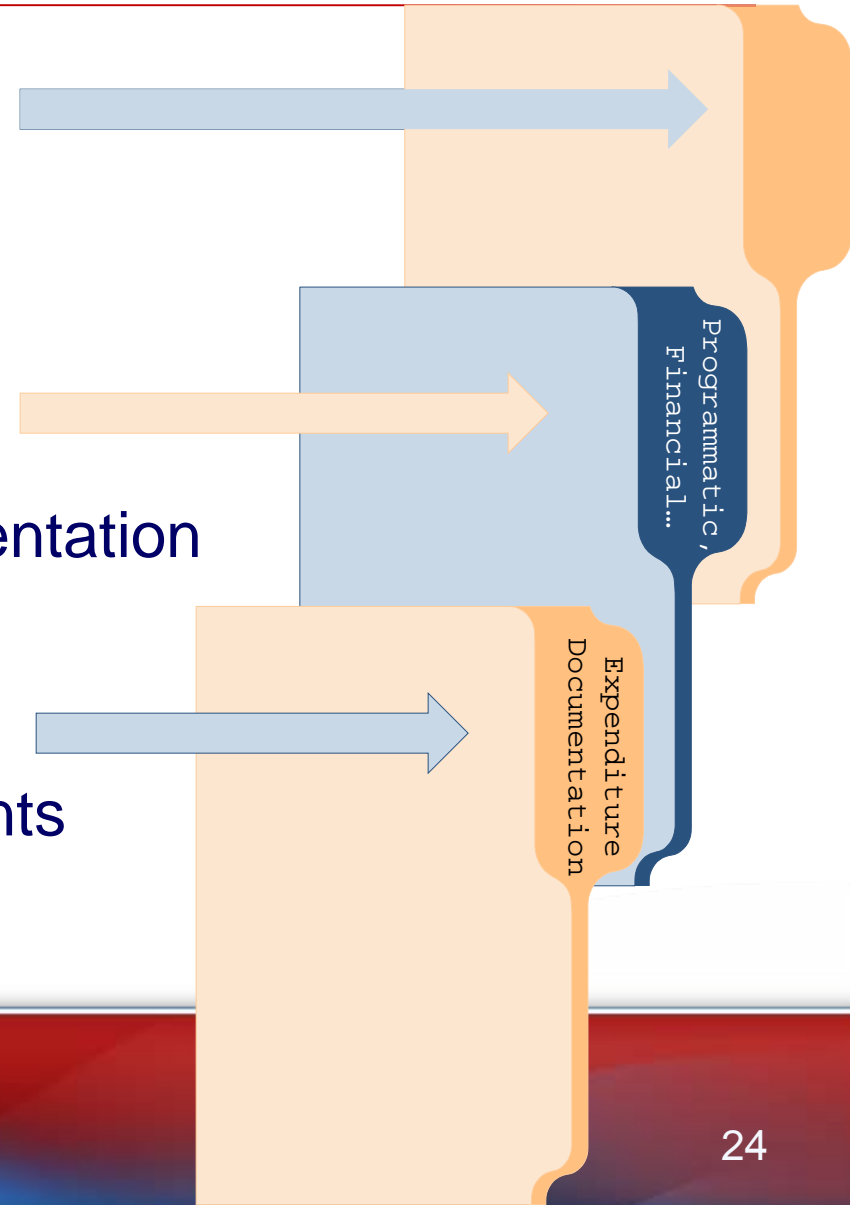 Programmatic,
Financial…
entation
Expenditure
Documentation
nts
24